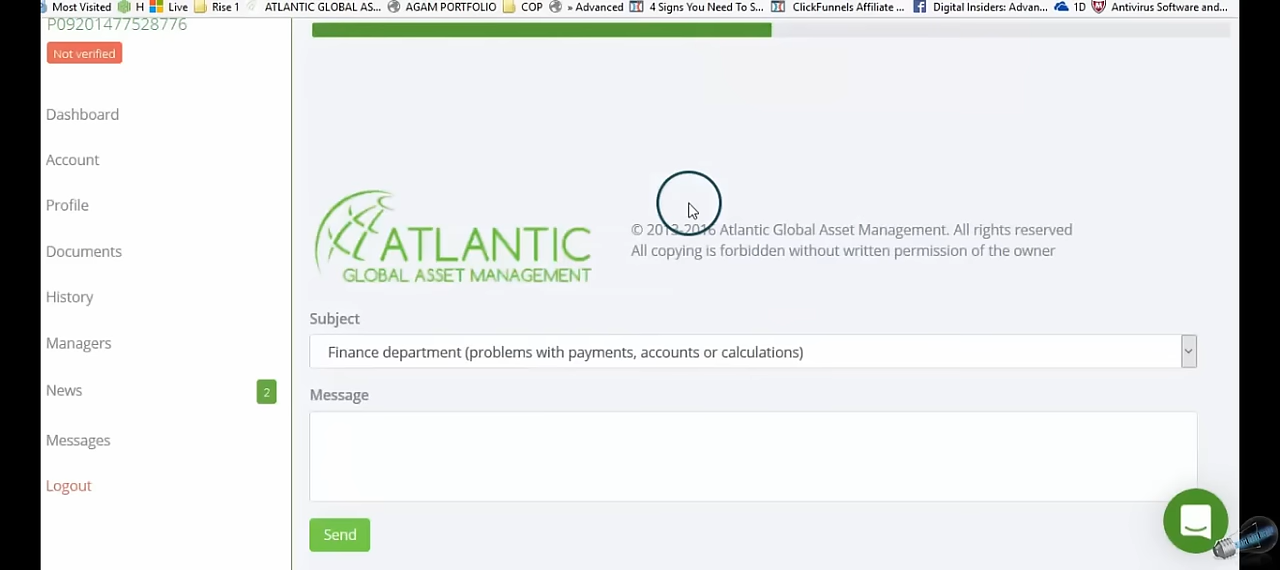 Most Visited H Live Rise 1 ATLANTIC GLOBAL AS... AGAM PORTFOLIO COP » Advanced 4 Signs You Need To S... ClickFunnels Affiliate ... Digital Insiders: Advan... 1D Antivirus Software and...
P09201477528776
Not verified
Dashboard
Account
Profile
Documents
History
Managers
News 2
Messages
Logout
ATLANTIC
GLOBAL ASSET MANAGEMENT
© 2013-2016 Atlantic Global Asset Management. All rights reserved
All copying is forbidden without written permission of the owner
Subject
Finance department (problems with payments, accounts or calculations)
Message
Send